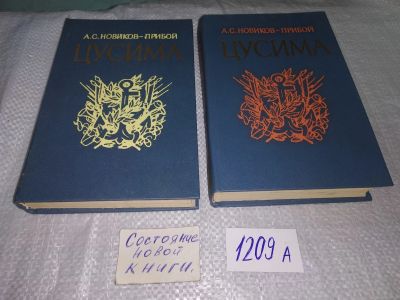 А.С. НОВИКОВ-ПРИБОЙ
ЦУСИМА
А.С. НОВИКОВ-ПРИБОЙ
ЦУСИМА
Состояние
новой
книги.
1209 А